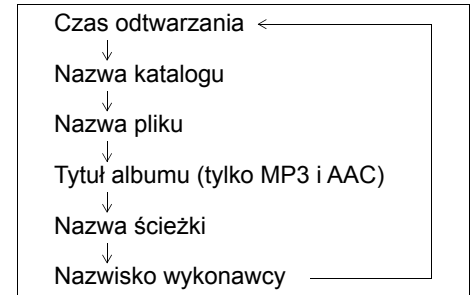 Czas odtwarzania
Nazwa katalogu
Nazwa pliku
Tytuł albumu (tylko MP3 i AAC)
Nazwa ścieżki
Nazwisko wykonawcy